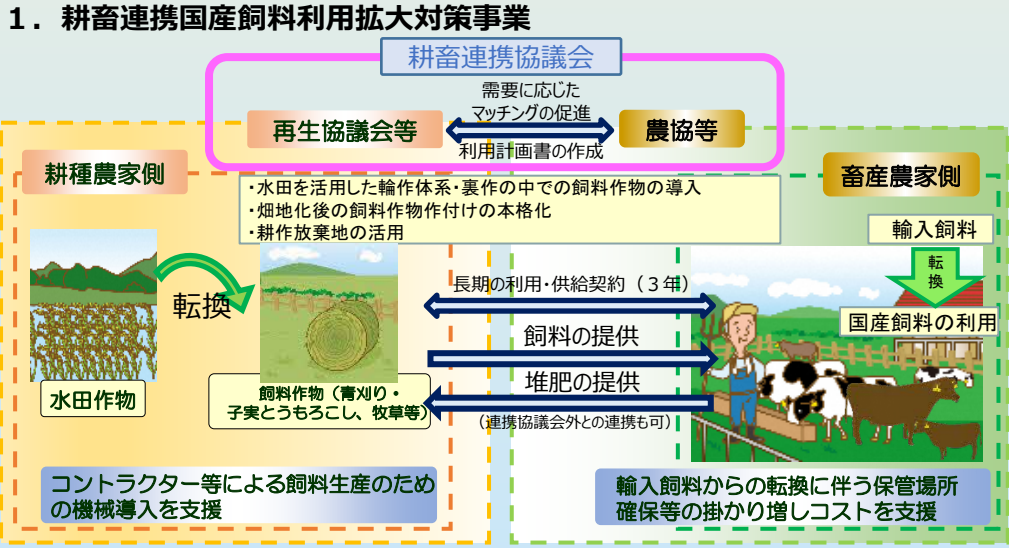 １．耕畜連携国産飼料利用拡大対策事業
耕畜連携協議会
需要に応じた
マッチングの促進
再生協議会等
農協等
利用計画書の作成
耕種農家側
畜産農家側
・水田を活用した輪作体系・裏作の中での飼料作物の導入
・畑地化後の飼料作物作付けの本格化
・耕作放棄地の活用
輸入飼料
転
換
国産飼料の利用
転換
長期の利用・供給契約（３年）
飼料の提供
堆肥の提供
（連携協議会外との連携も可）
水田作物
飼料作物（青刈り・
子実とうもろこし、牧草等）
コントラクター等による飼料生産のため
の機械導入を支援
輸入飼料からの転換に伴う保管場所
確保等の掛かり増しコストを支援